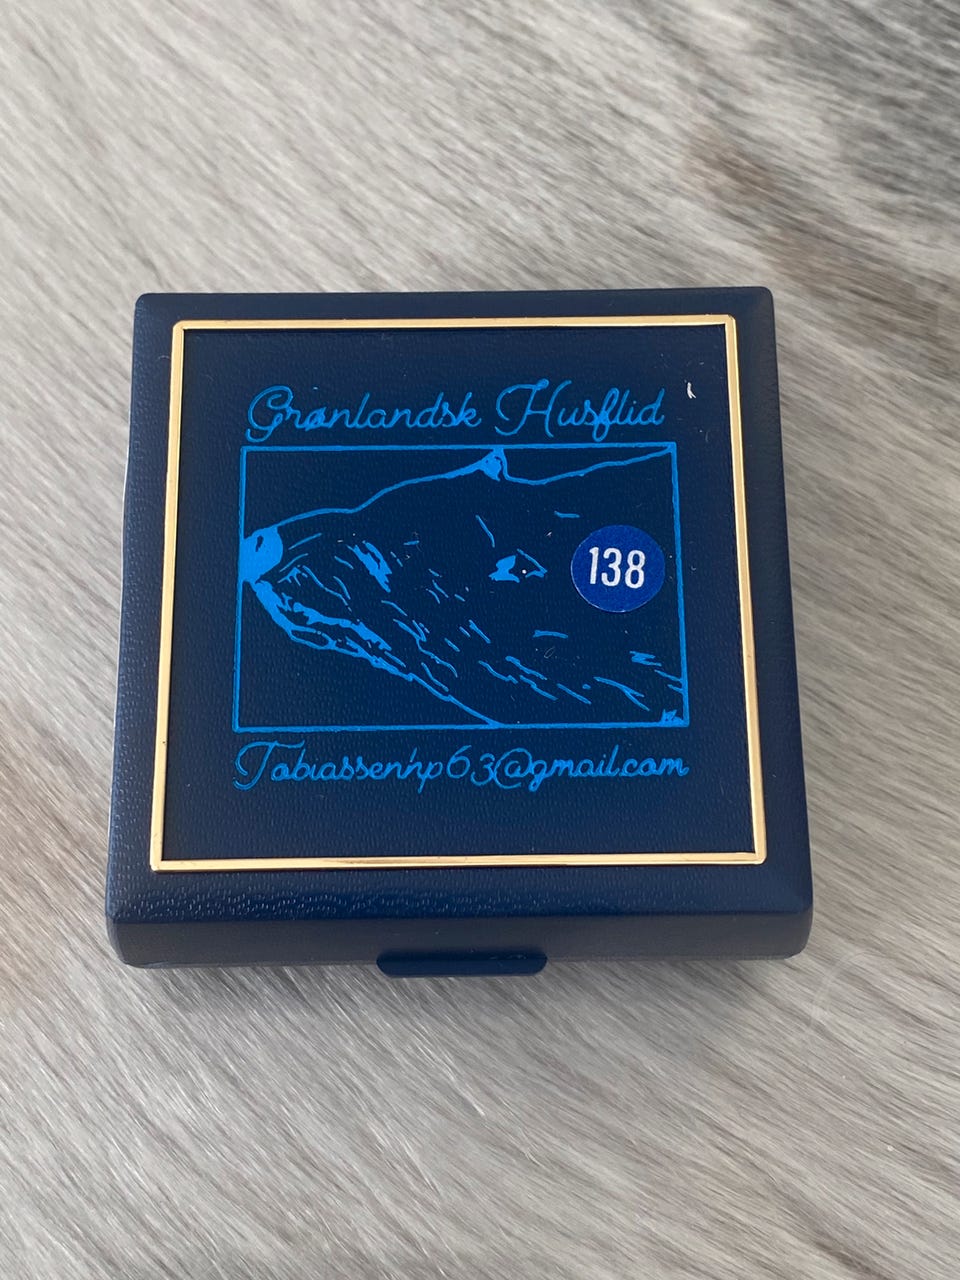 Grønlandsk Husflid
138
Tobiassenhp63@gmail.com